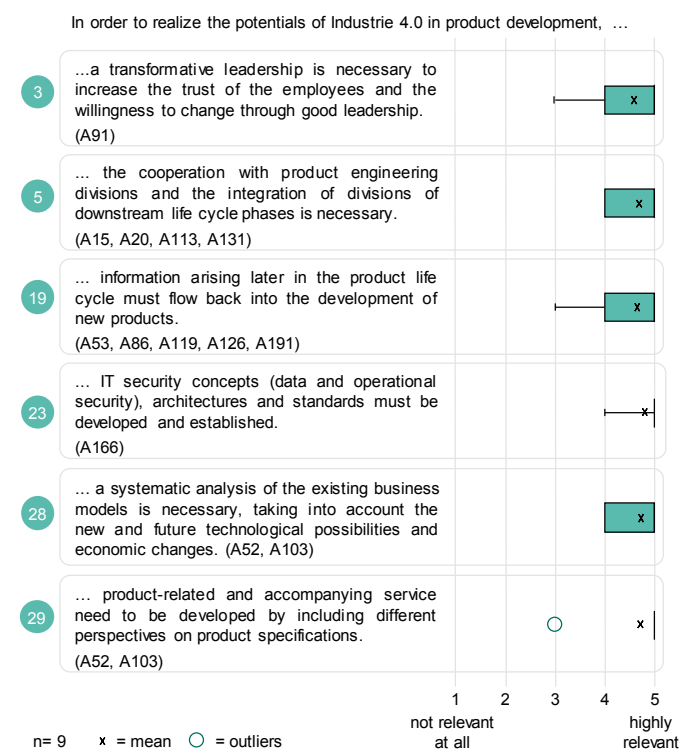 In order to realize the potentials of Industrie 4.0 in product development, …
3
…a transformative leadership is necessary to
increase the trust of the employees and the
willingness to change through good leadership.
(A91)
5
… the cooperation with product engineering
divisions and the integration of divisions of
downstream life cycle phases is necessary.
(A15, A20, A113, A131)
19
… information arising later in the product life
cycle must flow back into the development of
new products.
(A53, A86, A119, A126, A191)
23
… IT security concepts (data and operational
security), architectures and standards must be
developed and established.
(A166)
28
… a systematic analysis of the existing business
models is necessary, taking into account the
new and future technological possibilities and
economic changes. (A52, A103)
29
… product-related and accompanying service
need to be developed by including different
perspectives on product specifications.
(A52, A103)
1 2 3 4 5
not relevant
at all
highly
relevant
n= 9 x = mean = outliers